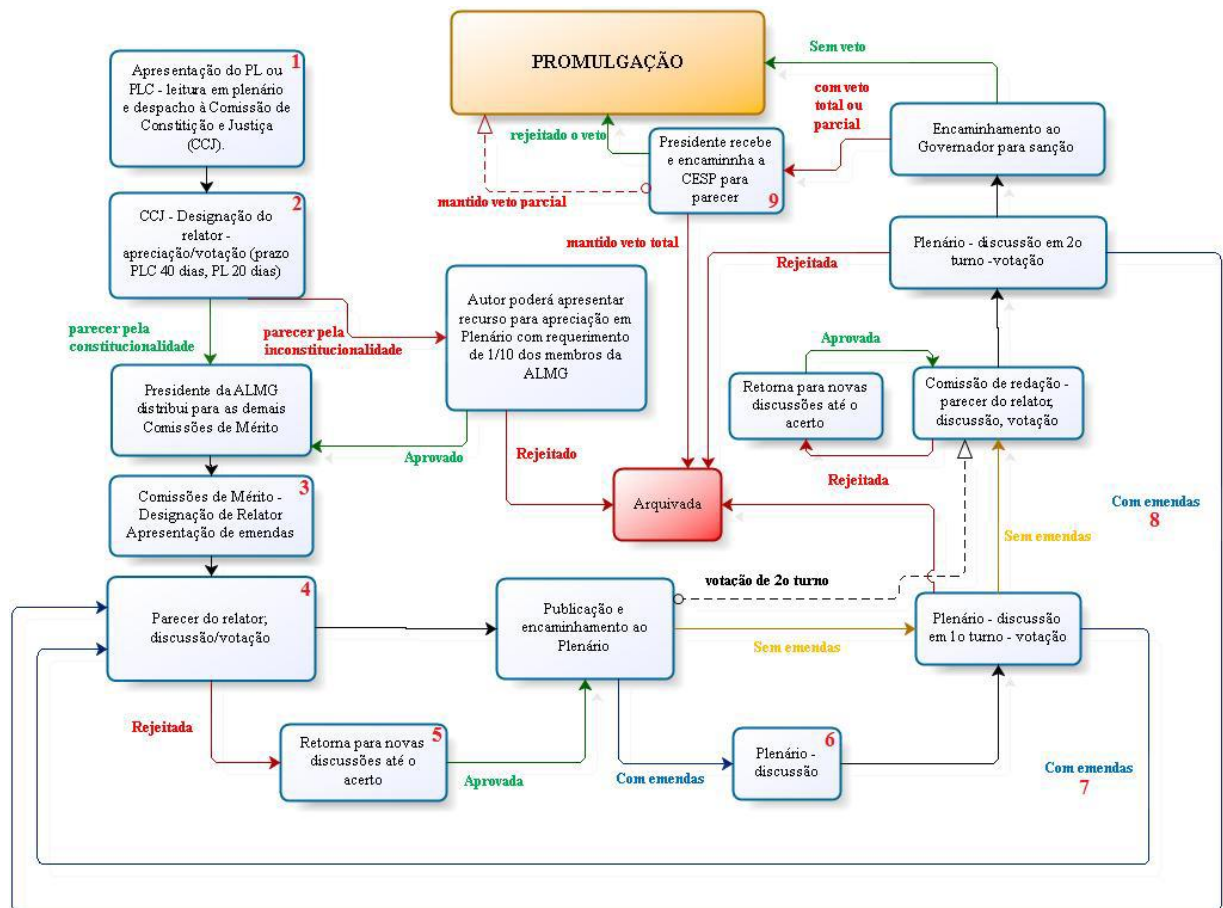 1
Apresentação do PL ou
PLC - leitura em plenário
e despacho à Comissão de
Constitição e Justiça
(CCJ).
2
CCJ - Designação do
relator -
apreciação/votação (prazo
PLC 40 dias, PL 20 dias)
parecer pela
constitucionalidade
parecer pela
inconstitucionalidade
Autor poderá apresentar
recurso para apreciação em
Plenário com requerimento
de 1/10 dos membros da
ALMG
Presidente da ALMG
distribui para as demais
Comissões de Mérito
Aprovado
Rejeitado
3
Comissões de Mérito -
Designação de Relator
Apresentação de emendas
4
Parecer do relator;
discussão/votação
Rejeitada
5
Retorna para novas
discussões até o
acerto
Aprovada
Publicação e
encaminhamento ao
Plenário
Com emendas
Sem emendas
votação de 2o turno
6
Plenário -
discussão
Plenário - discussão
em 1o turno - votação
Com emendas
7
Sem emendas
Arquivada
Comissão de redação -
parecer do relator,
discussão, votação
Rejeitada
Retorna para novas
discussões até o
acerto
Aprovada
Plenário - discussão em 2o
turno -votação
Rejeitada
Com emendas
8
Encaminhamento ao
Governador para sanção
Sem veto
com veto
total ou
parcial
Presidente recebe
e encaminnha a
CESP para
parecer
9
rejeitado o veto
mantido veto parcial
mantido veto total
PROMULGAÇÃO